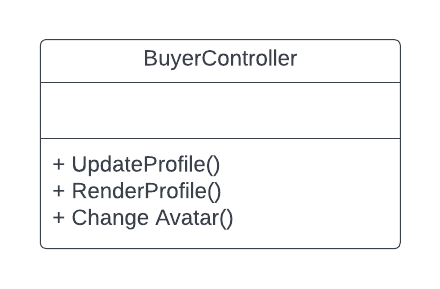 BuyerController
+ UpdateProfile()
+ RenderProfile()
+ Change Avatar()